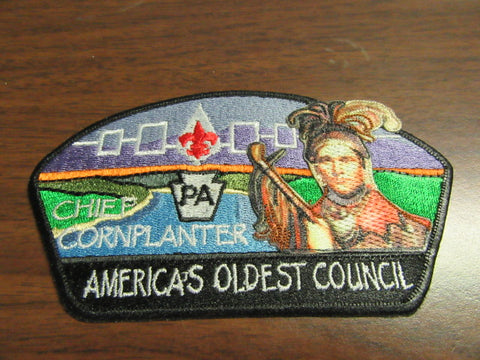 PA
CHIEF
CORNPLANTER
AMERICA'S OLDEST COUNCIL